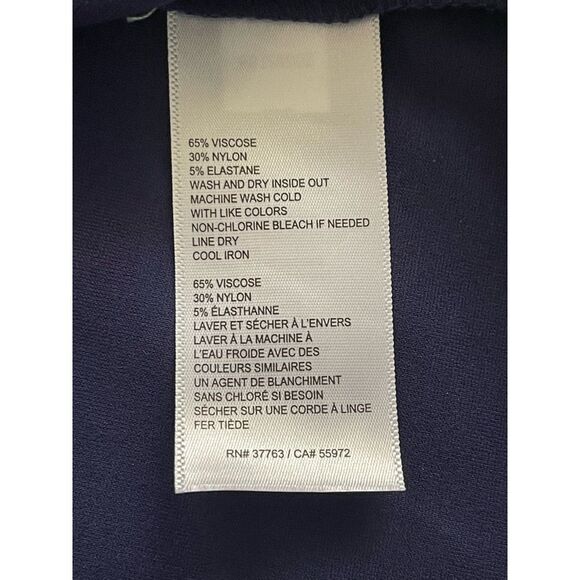 65% VISCOSE
30% NYLON
5% ELASTANE
WASH AND DRY INSIDE OUT
MACHINE WASH COLD
WITH LIKE COLORS
NON-CHLORINE BLEACH IF NEEDED
LINE DRY
COOL IRON
65% VISCOSE
30% NYLON
5% ÉLASTHANNE
LAVER ET SÉCHER À L'ENVERS
LAVER À LA MACHINE À
L'EAU FROIDE AVEC DES
COULEURS SIMILAIRES
UN AGENT DE BLANCHIMENT
SANS CHLORÉ SI BESOIN
SÉCHER SUR UNE CORDE À LINGE
FER TIÈDE
RN# 37763 / CA# 55972